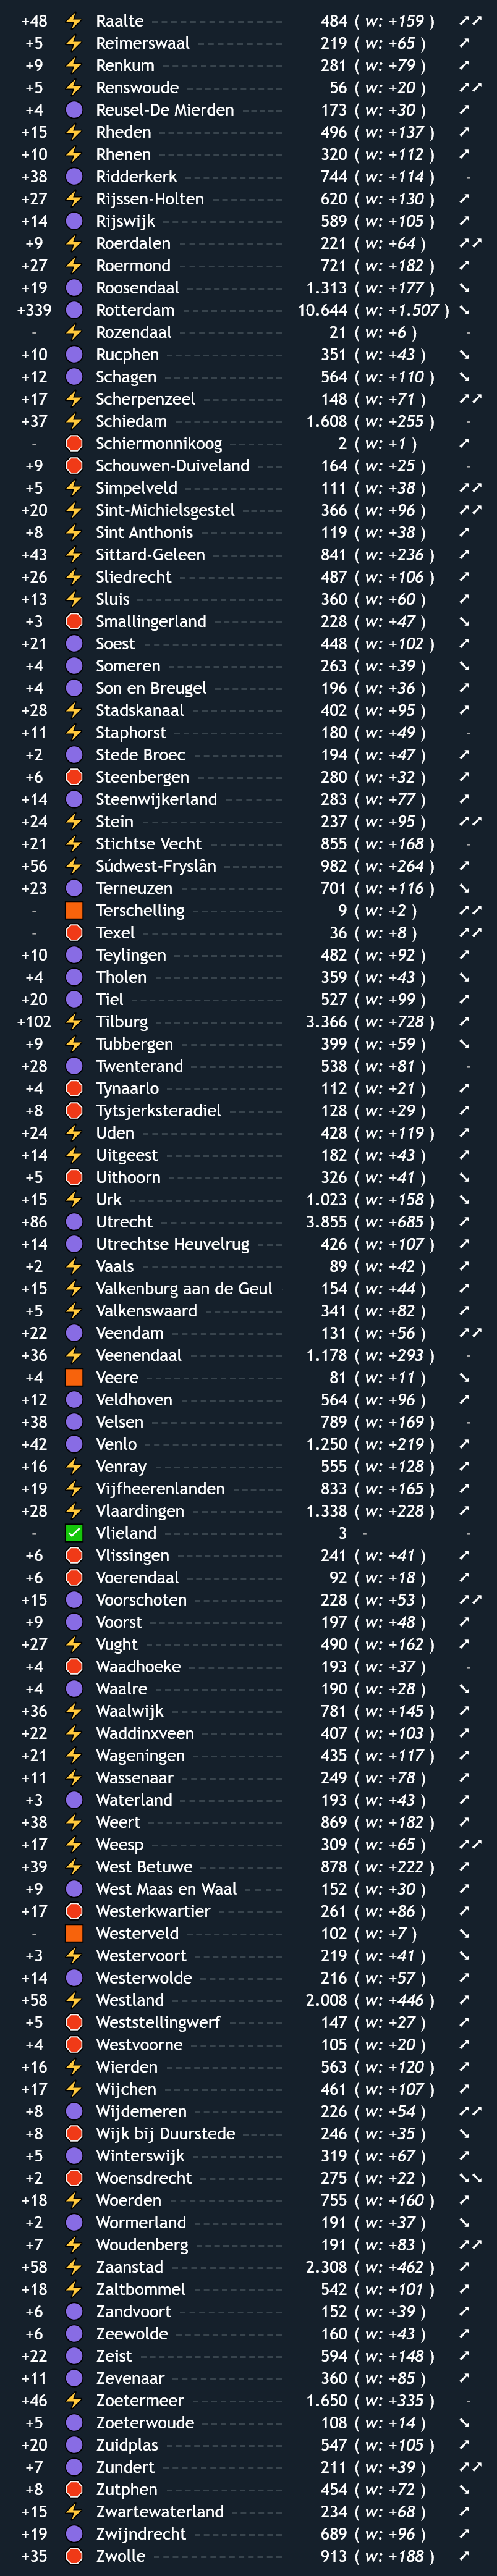 +48 ⚡ Raalte 484 ( w: +159 ) ➚➚
+5 ⚡ Reimerswaal 219 ( w: +65 ) ➚
+9 ⚡ Renkum 281 ( w: +79 ) ➚
+5 ⚡ Renswoude 56 ( w: +20 ) ➚➚
+4 🟣 Reusel-De Mierden 173 ( w: +30 ) ➚
+15 ⚡ Rheden 496 ( w: +137 ) ➚
+10 ⚡ Rhenen 320 ( w: +112 ) ➚
+38 🟣 Ridderkerk 744 ( w: +114 ) -
+27 ⚡ Rijssen-Holten 620 ( w: +130 ) ➚
+14 🟣 Rijswijk 589 ( w: +105 ) ➚
+9 ⚡ Roerdalen 221 ( w: +64 ) ➚➚
+27 ⚡ Roermond 721 ( w: +182 ) ➚
+19 🟣 Roosendaal 1.313 ( w: +177 ) ➘
+339 🟣 Rotterdam 10.644 ( w: +1.507 ) ➘
- ⚡ Rozendaal 21 ( w: +6 ) -
+10 🟣 Rucphen 351 ( w: +43 ) ➘
+12 🟣 Schagen 564 ( w: +110 ) ➘
+17 ⚡ Scherpenzeel 148 ( w: +71 ) ➚➚
+37 ⚡ Schiedam 1.608 ( w: +255 ) -
- 🛑 Schiermonnikoog 2 ( w: +1 ) ➚
+9 🛑 Schouwen-Duiveland 164 ( w: +25 ) -
+5 ⚡ Simpelveld 111 ( w: +38 ) ➚➚
+20 ⚡ Sint-Michielsgestel 366 ( w: +96 ) ➚➚
+8 ⚡ Sint Anthonis 119 ( w: +38 ) ➚
+43 ⚡ Sittard-Geleen 841 ( w: +236 ) ➚
+26 ⚡ Sliedrecht 487 ( w: +106 ) ➚
+13 ⚡ Sluis 360 ( w: +60 ) ➚
+3 🛑 Smallingerland 228 ( w: +47 ) ➘
+21 🟣 Soest 448 ( w: +102 ) ➚
+4 🟣 Someren 263 ( w: +39 ) ➘
+4 🟣 Son en Breugel 196 ( w: +36 ) ➚
+28 ⚡ Stadskanaal 402 ( w: +95 ) ➚
+11 ⚡ Staphorst 180 ( w: +49 ) -
+2 🟣 Stede Broec 194 ( w: +47 ) ➚
+6 🛑 Steenbergen 280 ( w: +32 ) ➚
+14 🟣 Steenwijkerland 283 ( w: +77 ) ➚
+24 ⚡ Stein 237 ( w: +95 ) ➚➚
+21 ⚡ Stichtse Vecht 855 ( w: +168 ) -
+56 ⚡ Súdwest-Fryslân 982 ( w: +264 ) ➚
+23 🟣 Terneuzen 701 ( w: +116 ) ➘
- 🟧 Terschelling 9 ( w: +2 ) ➚➚
- 🛑 Texel 36 ( w: +8 ) ➚➚
+10 🟣 Teylingen 482 ( w: +92 ) ➚
+4 🟣 Tholen 359 ( w: +43 ) ➘
+20 🟣 Tiel 527 ( w: +99 ) ➚
+102 ⚡ Tilburg 3.366 ( w: +728 ) ➚
+9 ⚡ Tubbergen 399 ( w: +59 ) ➘
+28 🟣 Twenterand 538 ( w: +81 ) -
+4 🛑 Tynaarlo 112 ( w: +21 ) ➚
+8 🛑 Tytsjerksteradiel 128 ( w: +29 ) ➚
+24 ⚡ Uden 428 ( w: +119 ) ➚
+14 ⚡ Uitgeest 182 ( w: +43 ) ➚
+5 🛑 Uithoorn 326 ( w: +41 ) ➘
+15 ⚡ Urk 1.023 ( w: +158 ) ➘
+86 🟣 Utrecht 3.855 ( w: +685 ) ➚
+14 🟣 Utrechtse Heuvelrug 426 ( w: +107 ) ➚
+2 ⚡ Vaals 89 ( w: +42 ) ➚
+15 ⚡ Valkenburg aan de Geul 154 ( w: +44 ) ➚
+5 ⚡ Valkenswaard 341 ( w: +82 ) ➚
+22 🟣 Veendam 131 ( w: +56 ) ➚➚
+36 ⚡ Veenendaal 1.178 ( w: +293 ) -
+4 🟧 Veere 81 ( w: +11 ) ➘
+12 🟣 Veldhoven 564 ( w: +96 ) ➚
+38 🟣 Velsen 789 ( w: +169 ) -
+42 🟣 Venlo 1.250 ( w: +219 ) ➚
+16 ⚡ Venray 555 ( w: +128 ) ➚
+19 ⚡ Vijfheerenlanden 833 ( w: +165 ) ➚
+28 ⚡ Vlaardingen 1.338 ( w: +228 ) ➚
- ✅ Vlieland 3 - -
+6 🛑 Vlissingen 241 ( w: +41 ) ➚
+6 🛑 Voerendaal 92 ( w: +18 ) ➚
+15 🟣 Voorschoten 228 ( w: +53 ) ➚➚
+9 🟣 Voorst 197 ( w: +48 ) ➚
+27 ⚡ Vught 490 ( w: +162 ) ➚
+4 🛑 Waadhoeke 193 ( w: +37 ) -
+4 🟣 Waalre 190 ( w: +28 ) ➘
+36 ⚡ Waalwijk 781 ( w: +145 ) ➚
+22 ⚡ Waddinxveen 407 ( w: +103 ) ➚
+21 ⚡ Wageningen 435 ( w: +117 ) ➚
+11 ⚡ Wassenaar 249 ( w: +78 ) ➚
+3 🟣 Waterland 193 ( w: +43 ) ➚
+38 ⚡ Weert 869 ( w: +182 ) ➚
+17 ⚡ Weesp 309 ( w: +65 ) ➚➚
+39 ⚡ West Betuwe 878 ( w: +222 ) ➚
+9 🟣 West Maas en Waal 152 ( w: +30 ) ➚
+17 🛑 Westerkwartier 261 ( w: +86 ) ➚
- 🟧 Westerveld 102 ( w: +7 ) ➘
+3 ⚡ Westervoort 219 ( w: +41 ) ➘
+14 🟣 Westerwolde 216 ( w: +57 ) ➚
+58 ⚡ Westland 2.008 ( w: +446 ) ➚
+5 🛑 Weststellingwerf 147 ( w: +27 ) ➚
+4 🛑 Westvoorne 105 ( w: +20 ) ➚
+16 ⚡ Wierden 563 ( w: +120 ) ➚
+17 ⚡ Wijchen 461 ( w: +107 ) ➚
+8 🟣 Wijdemeren 226 ( w: +54 ) ➚➚
+8 🛑 Wijk bij Duurstede 246 ( w: +35 ) ➘
+5 🟣 Winterswijk 319 ( w: +67 ) ➚
+2 🛑 Woensdrecht 275 ( w: +22 ) ➘➘
+18 ⚡ Woerden 755 ( w: +160 ) ➚
+2 🟣 Wormerland 191 ( w: +37 ) ➘
+7 ⚡ Woudenberg 191 ( w: +83 ) ➚➚
+58 ⚡ Zaanstad 2.308 ( w: +462 ) ➚
+18 ⚡ Zaltbommel 542 ( w: +101 ) ➚
+6 🟣 Zandvoort 152 ( w: +39 ) ➚
+6 🟣 Zeewolde 160 ( w: +43 ) ➚
+22 🟣 Zeist 594 ( w: +148 ) ➚
+11 🟣 Zevenaar 360 ( w: +85 ) ➚
+46 ⚡ Zoetermeer 1.650 ( w: +335 ) -
+5 🟣 Zoeterwoude 108 ( w: +14 ) ➘
+20 🟣 Zuidplas 547 ( w: +105 ) ➚
+7 🟣 Zundert 211 ( w: +39 ) ➚➚
+8 🛑 Zutphen 454 ( w: +72 ) ➘
+15 ⚡ Zwartewaterland 234 ( w: +68 ) ➚
+19 🟣 Zwijndrecht 689 ( w: +96 ) ➚
+35 🛑 Zwolle 913 ( w: +188 ) ➚